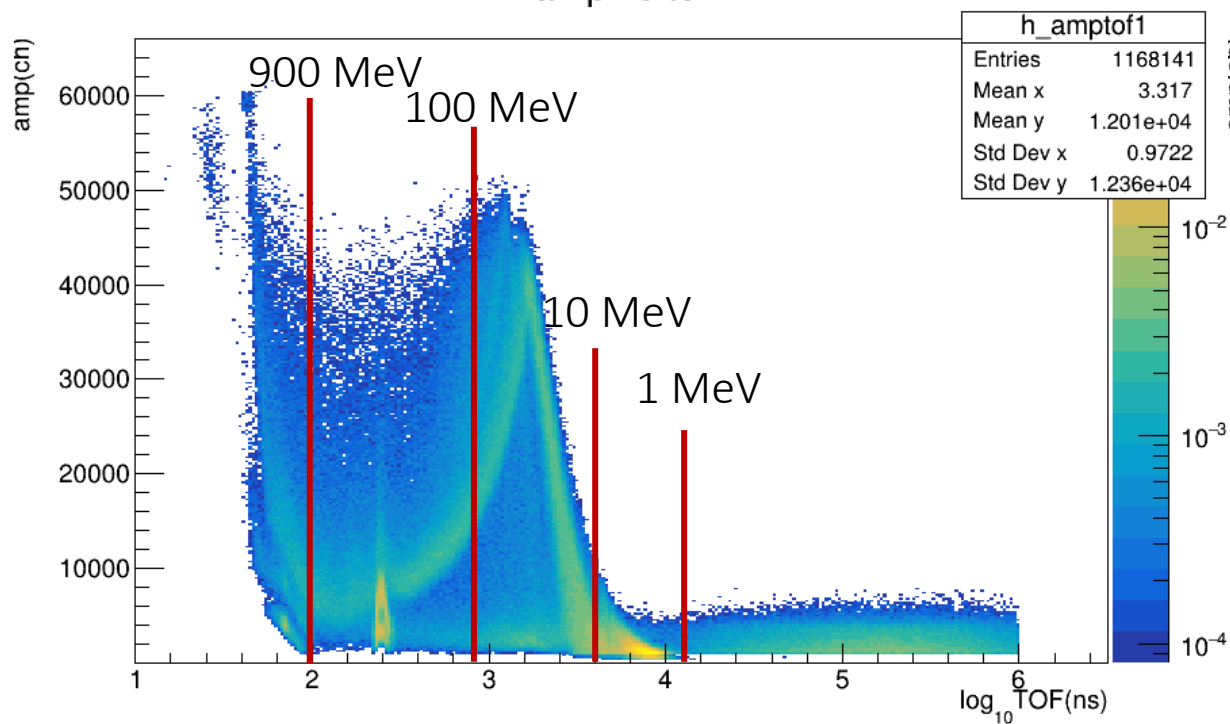 h_amptof1
Entries 1168141
Mean x 3.317
Mean y 1.201e+04
Std Dev x 0.9722
Std Dev y 1.236e+04
amp(cn)
900 MeV
100 MeV
10 MeV
1 MeV
60000
50000
40000
30000
20000
10000
10⁻²
10⁻³
10⁻⁴
1 2 3 4 5 6
log₁₀TOF(ns)